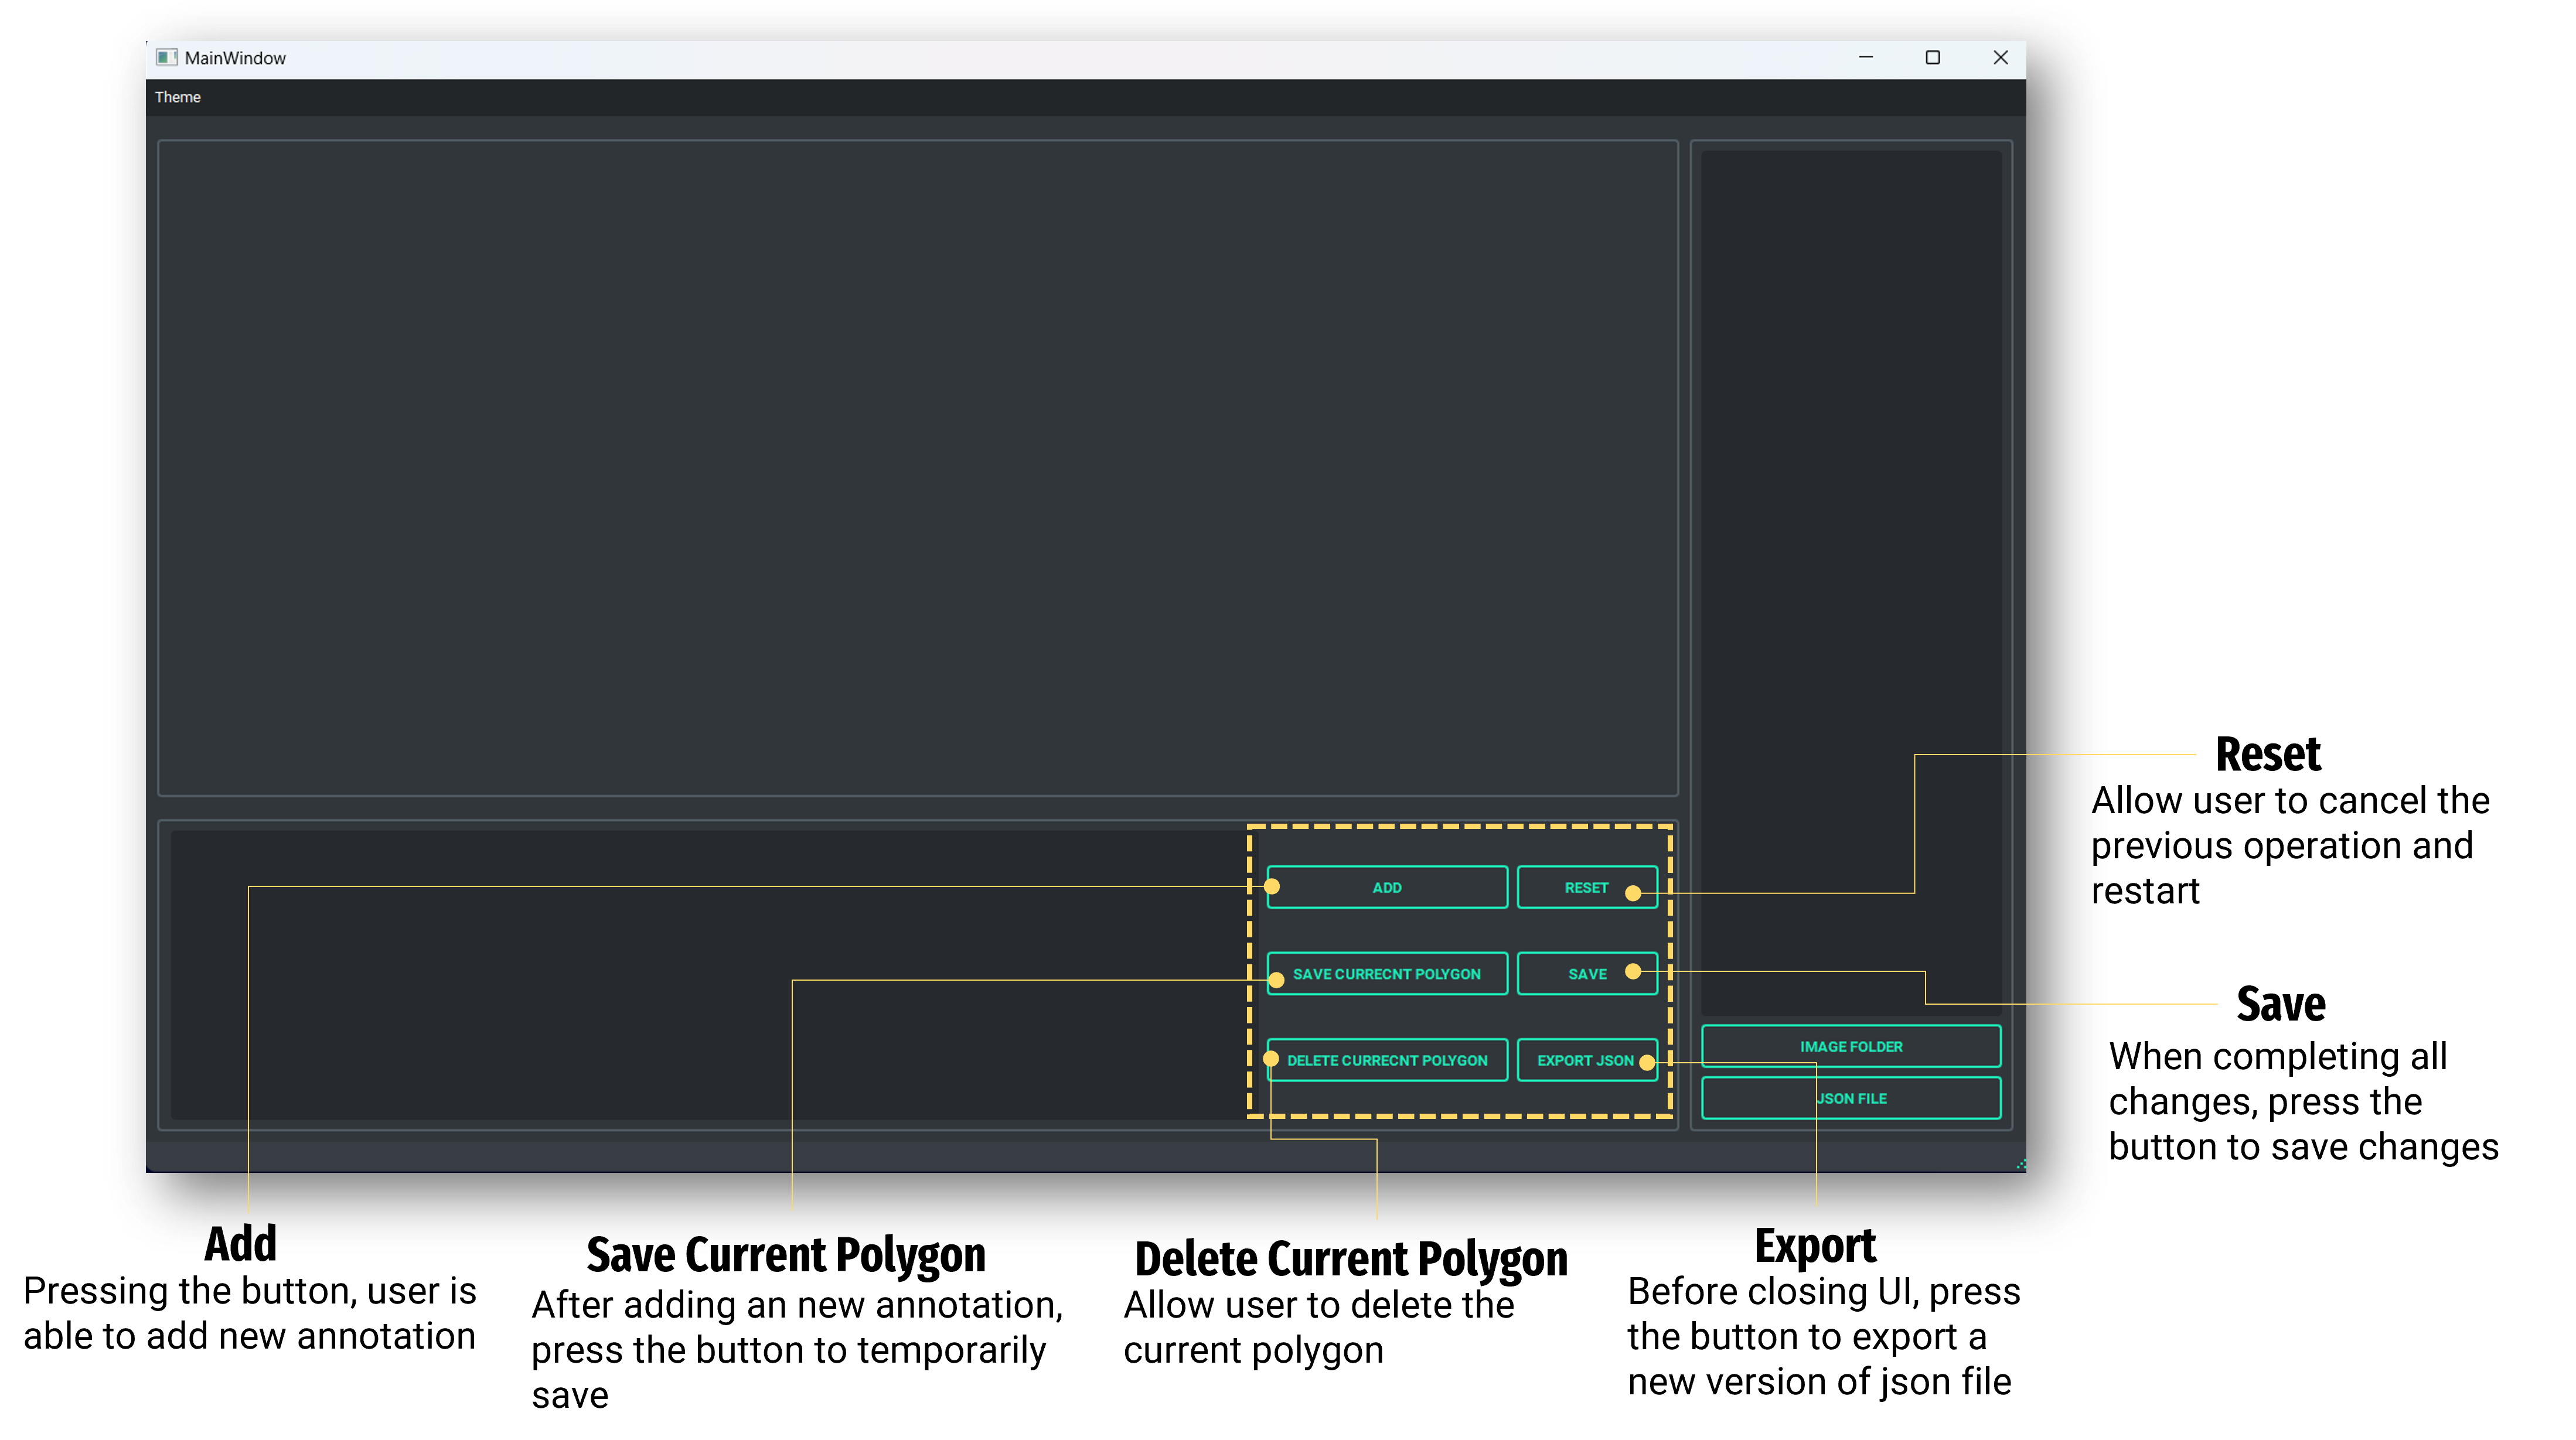 MainWindow
Theme
ADD
RESET
SAVE CURRECNT POLYGON
SAVE
DELETE CURRECNT POLYGON
EXPORT JSON
IMAGE FOLDER
JSON FILE
Reset
Allow user to cancel the
previous operation and
restart
Save
When completing all
changes, press the
button to save changes
Add
Pressing the button, user is
able to add new annotation
Save Current Polygon
After adding an new annotation,
press the button to temporarily
save
Delete Current Polygon
Allow user to delete the
current polygon
Export
Before closing UI, press
the button to export a
new version of json file